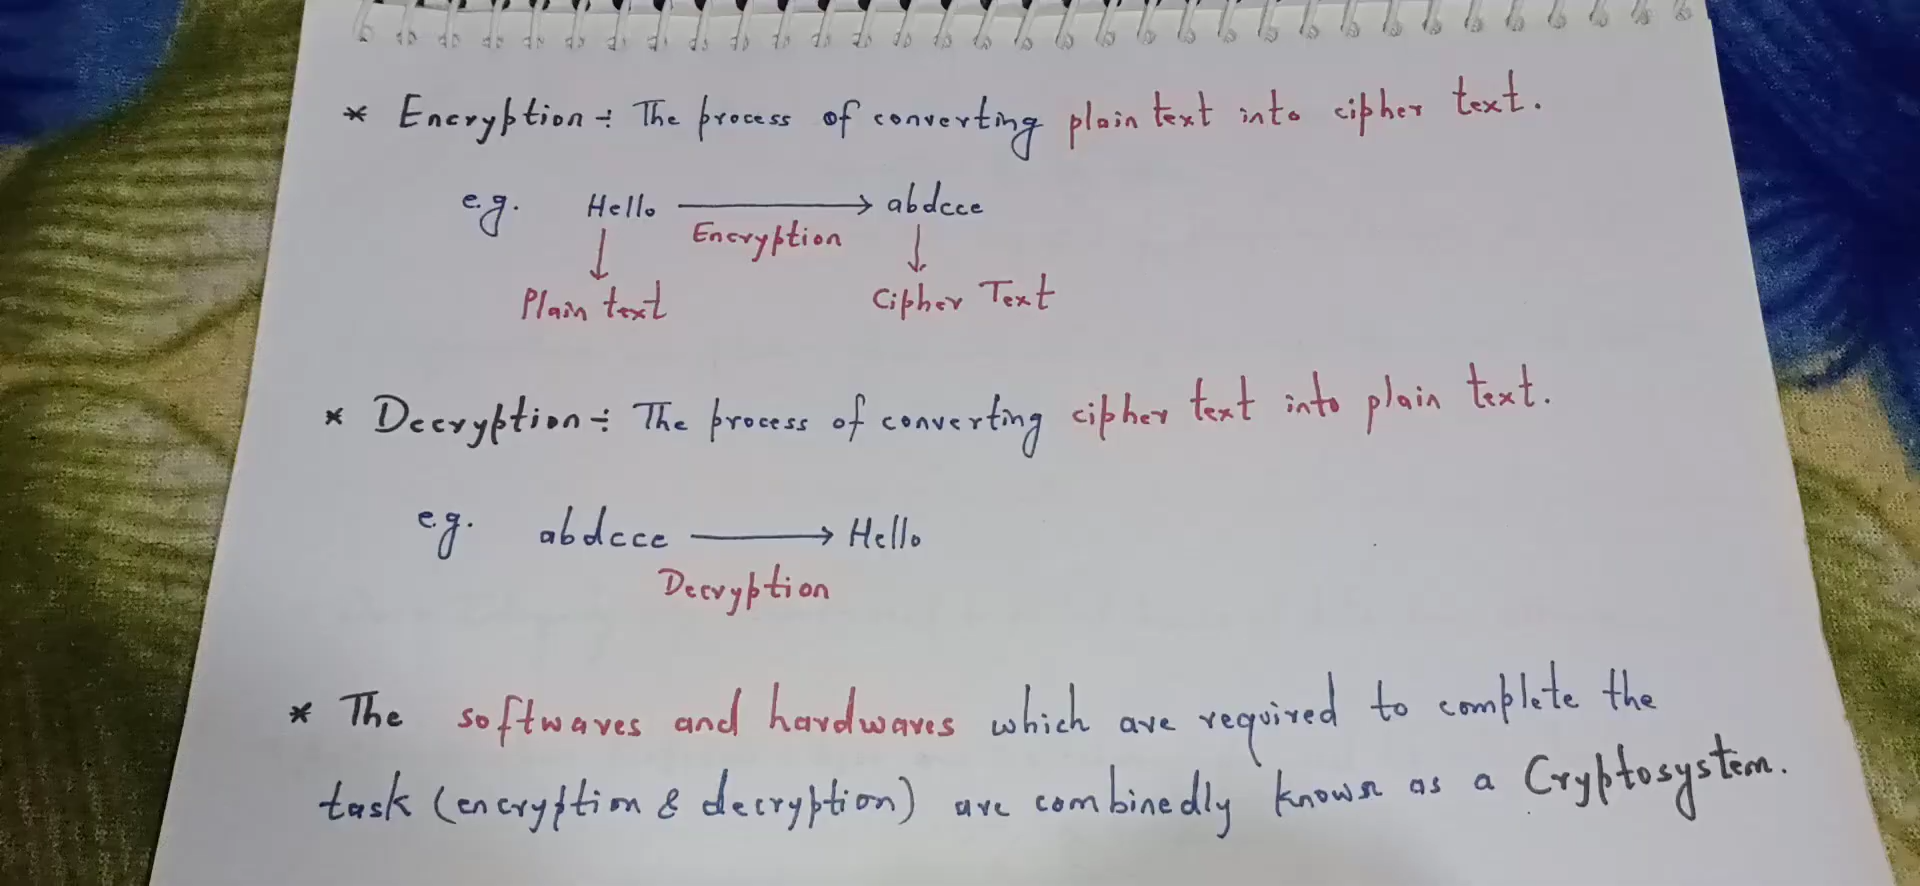 * Encryption :- The process of converting plain text into cipher text.
e.g. Hello → abdcce
Encryption
↓ ↓
Plain text Cipher Text
* Decryption :- The process of converting cipher text into plain text.
e.g. abdcce → Hello
Decryption
* The softwares and hardwares which are required to complete the
task (encryption & decryption) are combinedly known as a Cryptosystem.